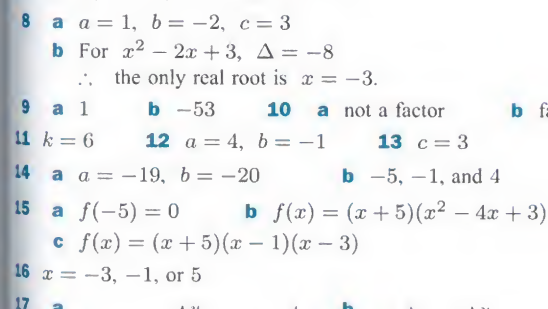 8 a a = 1, b = −2, c = 3
b For x² − 2x + 3, Δ = −8
∴ the only real root is x = −3.
9 a 1 b −53 10 a not a factor b
11 k = 6 12 a = 4, b = −1 13 c = 3
14 a a = −19, b = −20 b −5, −1, and 4
15 a f(−5) = 0 b f(x) = (x + 5)(x² − 4x + 3)
c f(x) = (x + 5)(x − 1)(x − 3)
16 x = −3, −1, or 5
17 a b